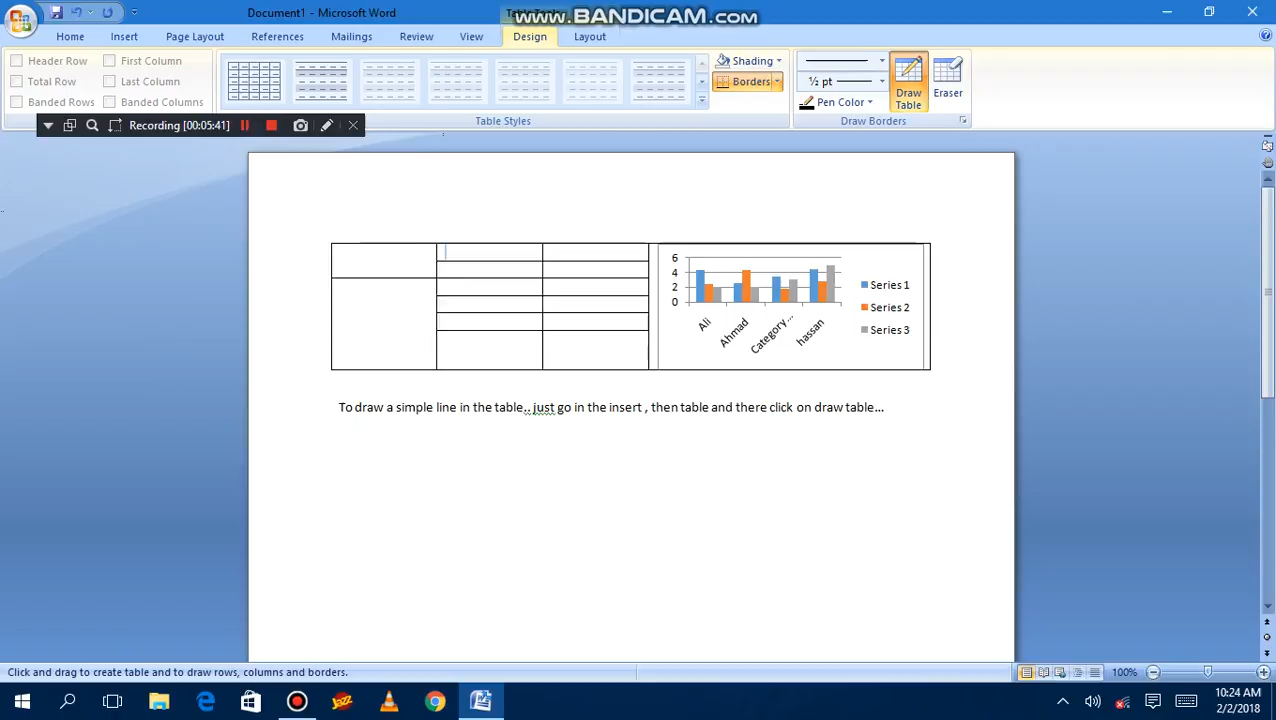 Document1 - Microsoft Word
Table Tools
www.BANDICAM.com
Home Insert Page Layout References Mailings Review View Design Layout
Header Row First Column
Total Row Last Column
Banded Rows Banded Columns
Shading
Borders
Table Styles
½ pt
Pen Color
Draw Table
Eraser
Draw Borders
Recording [00:05:41]
6
4
2
0
Ali
Ahmad
Category...
hassan
Series 1
Series 2
Series 3
To draw a simple line in the table.. just go in the insert , then table and there click on draw table...
Click and drag to create table and to draw rows, columns and borders.
100%
jazz
10:24 AM
2/2/2018